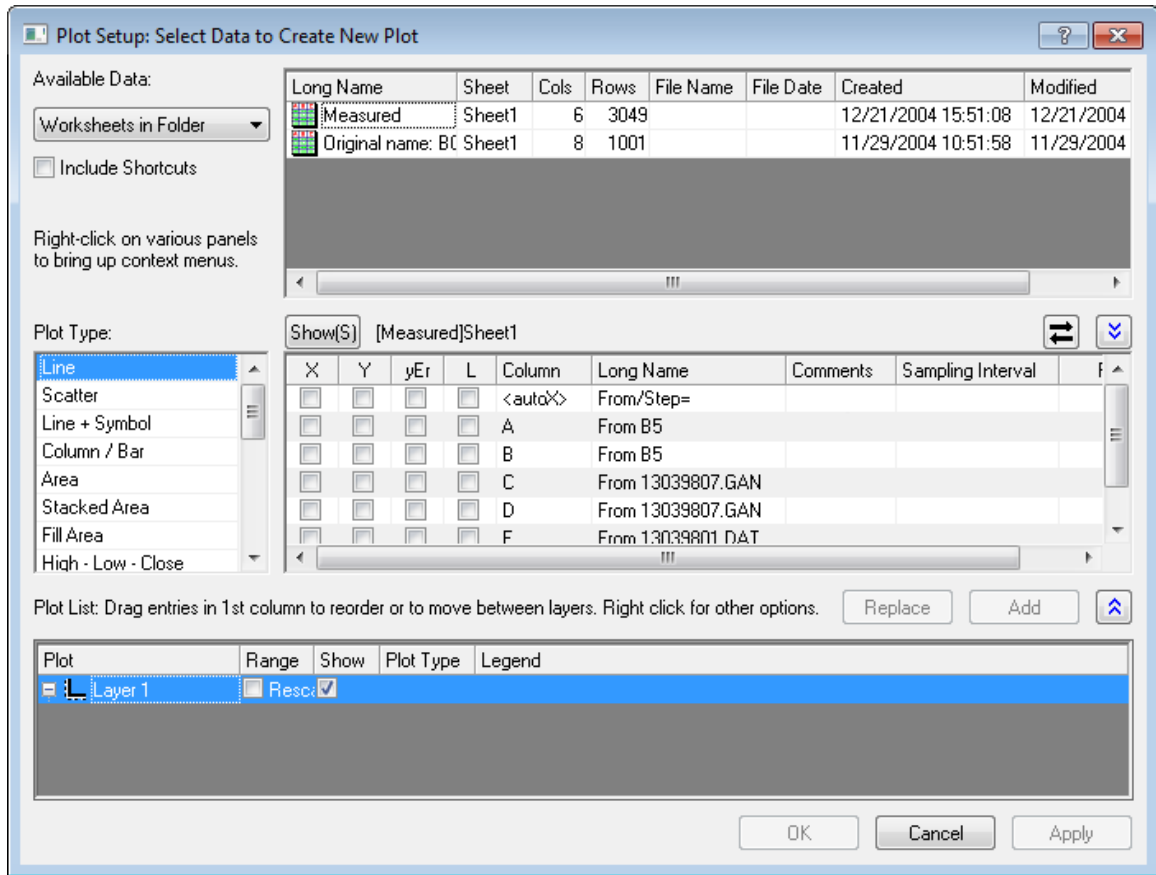 Plot Setup: Select Data to Create New Plot
Available Data:
Worksheets in Folder
Include Shortcuts
Right-click on various panels
to bring up context menus.
Long Name Sheet Cols Rows File Name File Date Created Modified
Measured Sheet1 6 3049 12/21/2004 15:51:08 12/21/2004
Original name: Sheet1 8 1001 11/29/2004 10:51:58 11/29/2004
Plot Type:
Line
Scatter
Line + Symbol
Column / Bar
Area
Stacked Area
Fill Area
High - Low - Close
Show(S) [Measured]Sheet1
X Y yEr L Column Long Name Comments Sampling Interval
<autoX> From/Step=
A From B5
B From B5
C From 13039807.GAN
D From 13039807.GAN
From 13039801.DAT
Plot List: Drag entries in 1st column to reorder or to move between layers. Right click for other options.
Replace Add
Plot Range Show Plot Type Legend
Layer 1 Resc
OK Cancel Apply